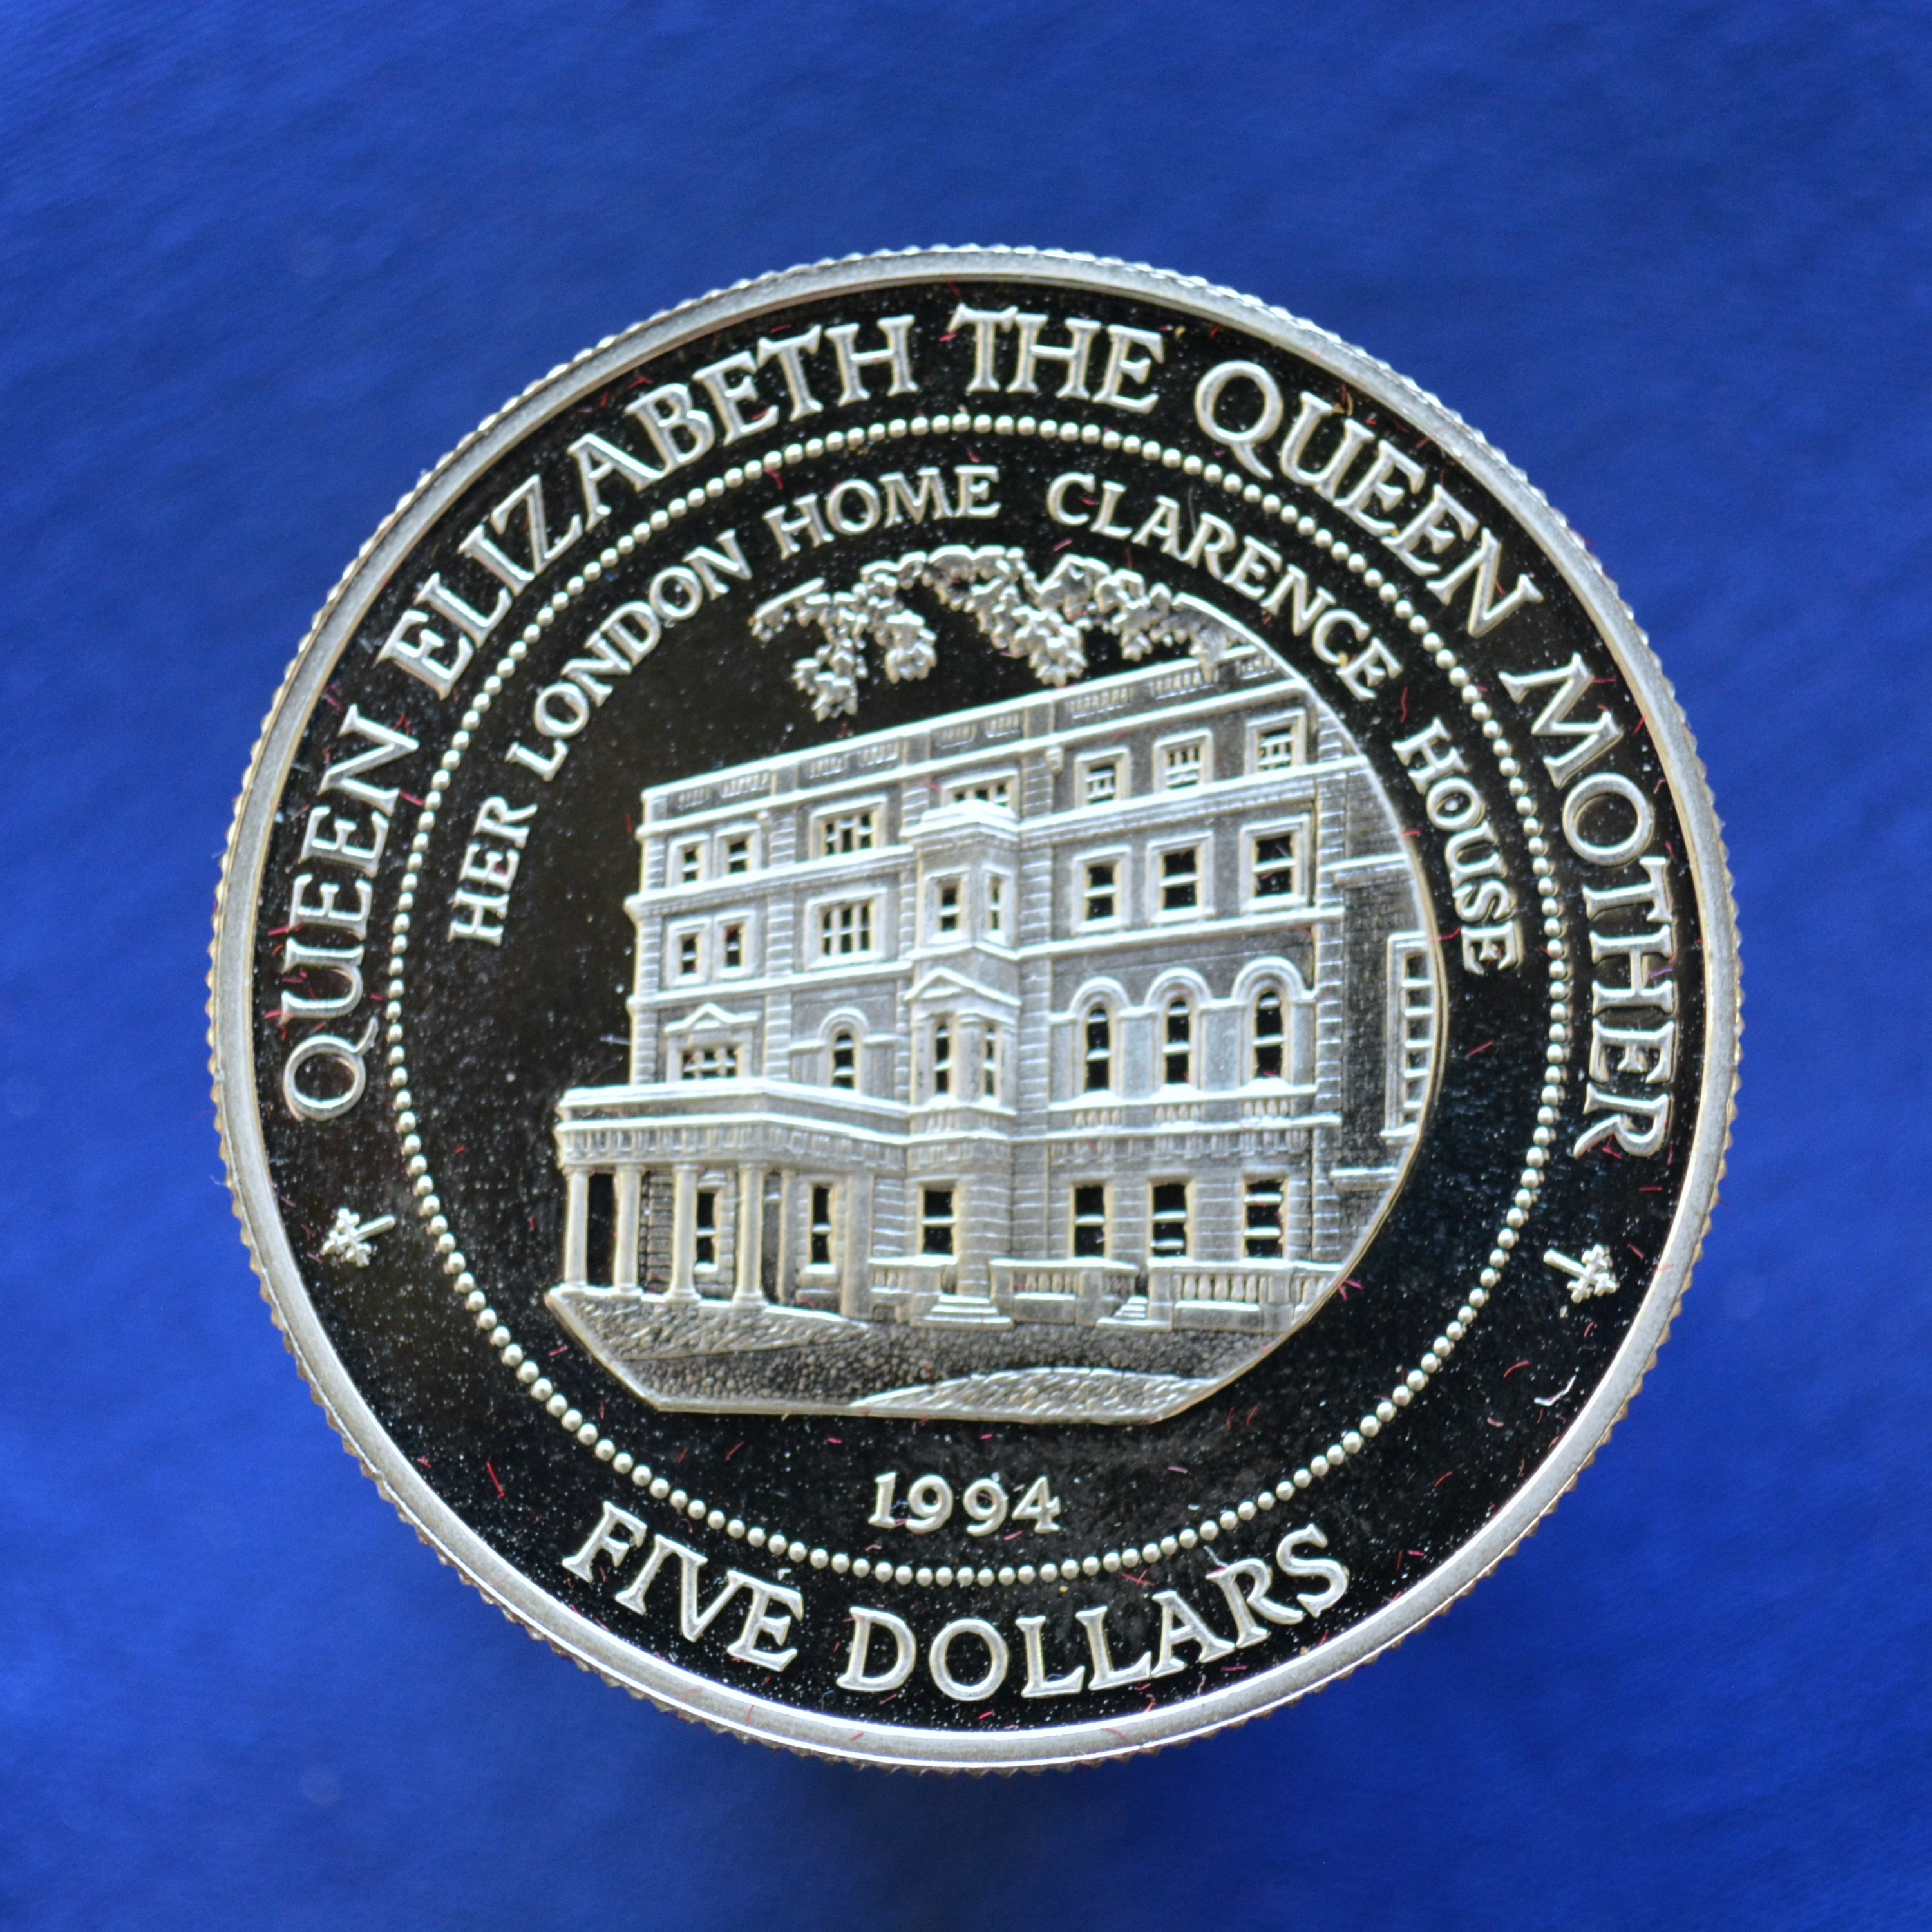 QUEEN ELIZABETH THE QUEEN MOTHER
HER LONDON HOME CLARENCE HOUSE
1994
FIVE DOLLARS